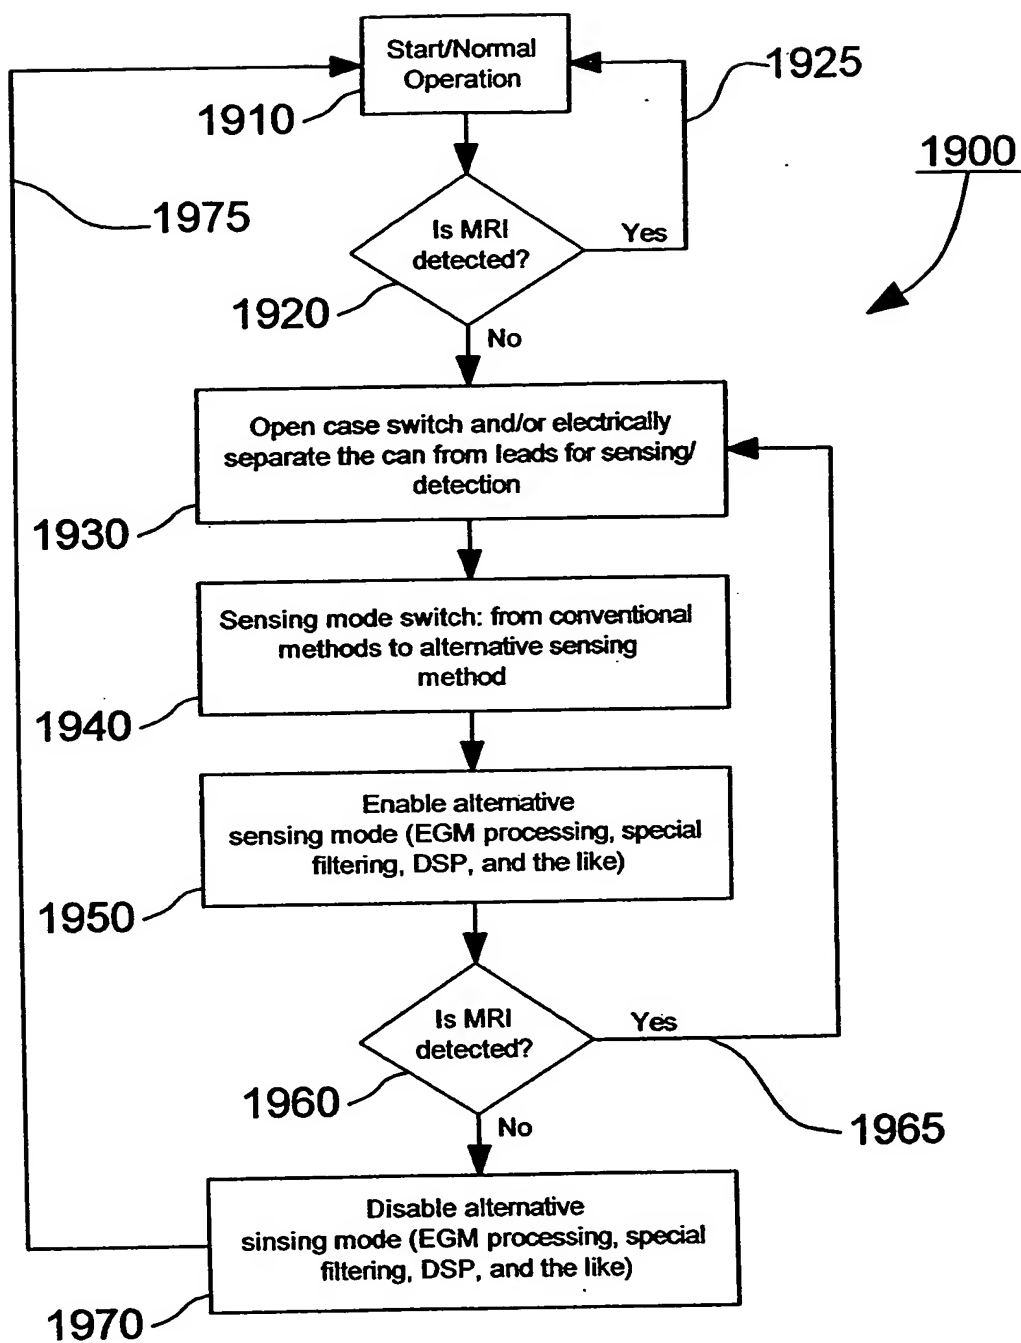 Start/Normal
Operation
1910
1925
1900
1975
Is MRI
detected?
Yes
1920
No
Open case switch and/or electrically
separate the can from leads for sensing/
detection
1930
Sensing mode switch: from conventional
methods to alternative sensing
method
1940
Enable alternative
sensing mode (EGM processing, special
filtering, DSP, and the like)
1950
Is MRI
detected?
Yes
1960
1965
No
Disable alternative
sinsing mode (EGM processing, special
filtering, DSP, and the like)
1970